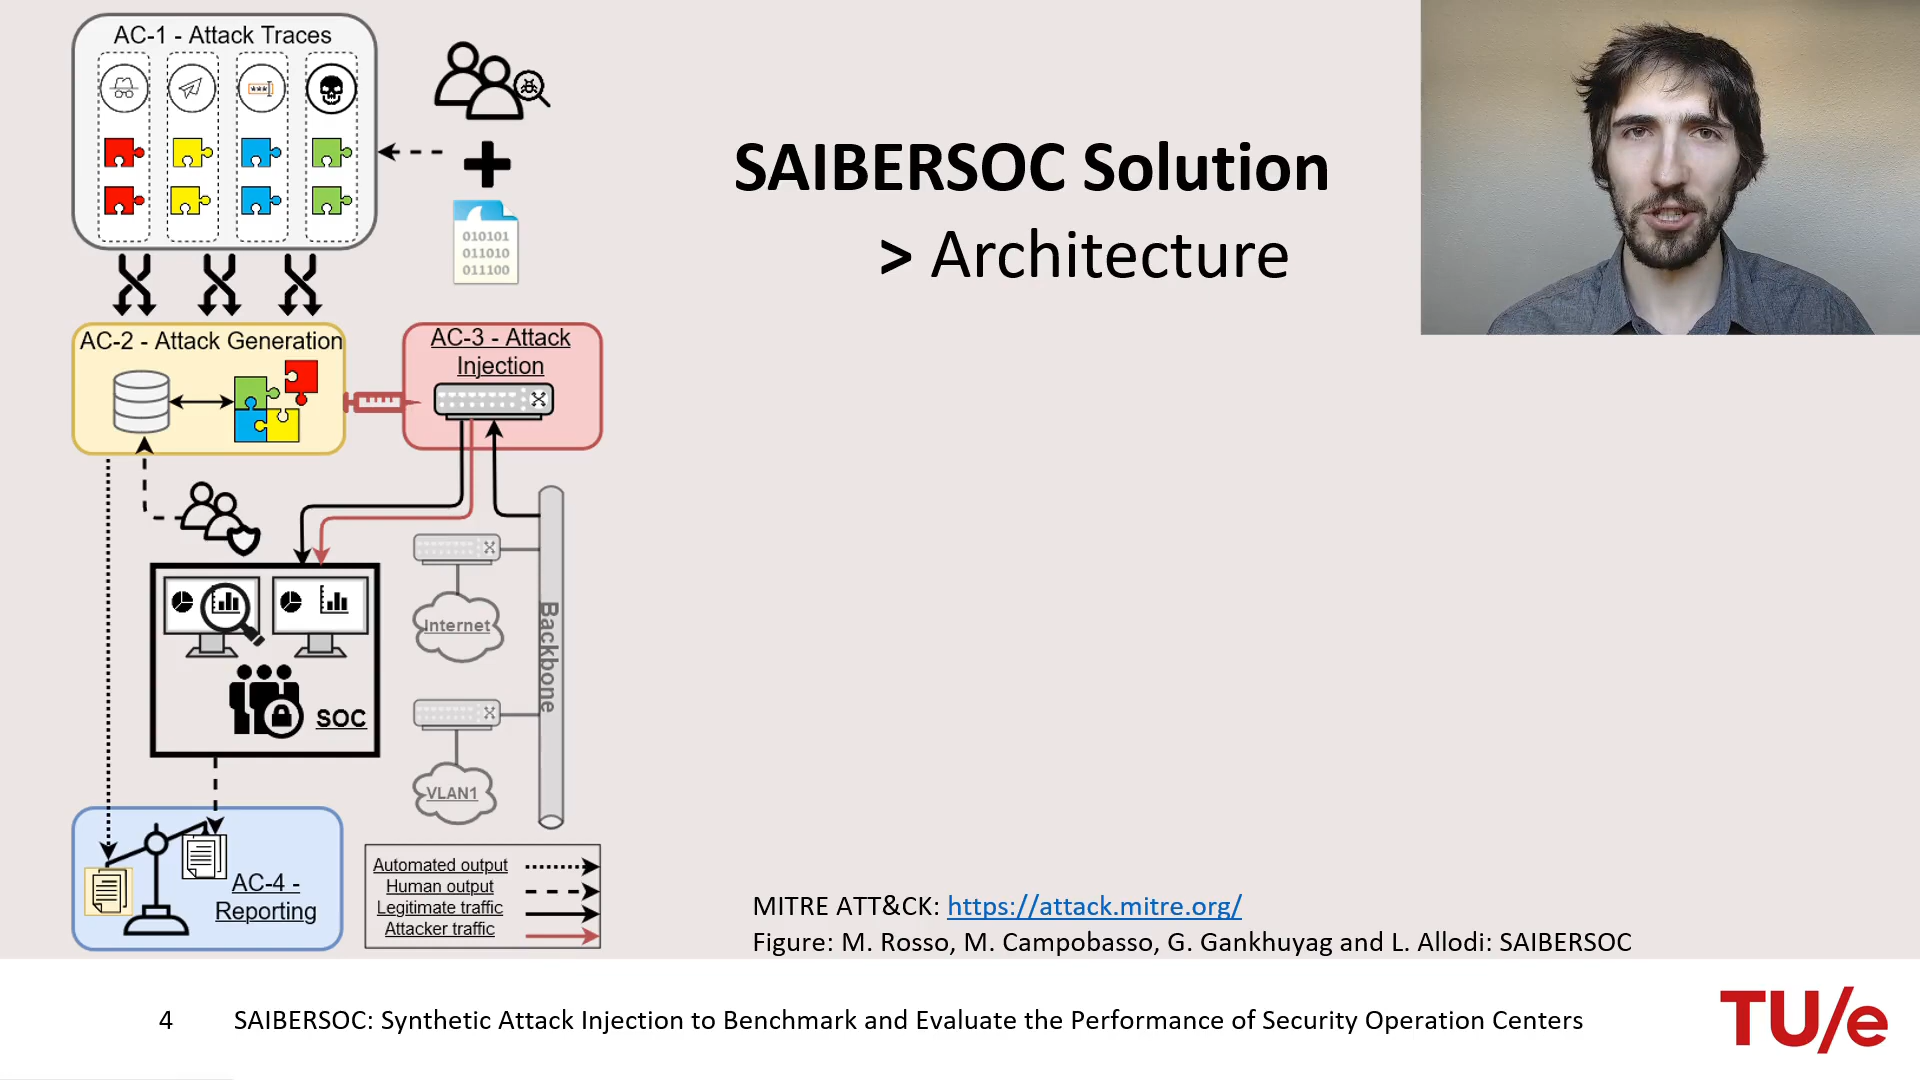 AC-1 - Attack Traces
***
010101
011010
011100
SAIBERSOC Solution
> Architecture
AC-2 - Attack Generation
AC-3 - Attack
Injection
Internet
Backbone
VLAN1
SOC
AC-4 -
Reporting
Automated output
Human output
Legitimate traffic
Attacker traffic
MITRE ATT&CK: https://attack.mitre.org/
Figure: M. Rosso, M. Campobasso, G. Gankhuyag and L. Allodi: SAIBERSOC
4 SAIBERSOC: Synthetic Attack Injection to Benchmark and Evaluate the Performance of Security Operation Centers
TU/e